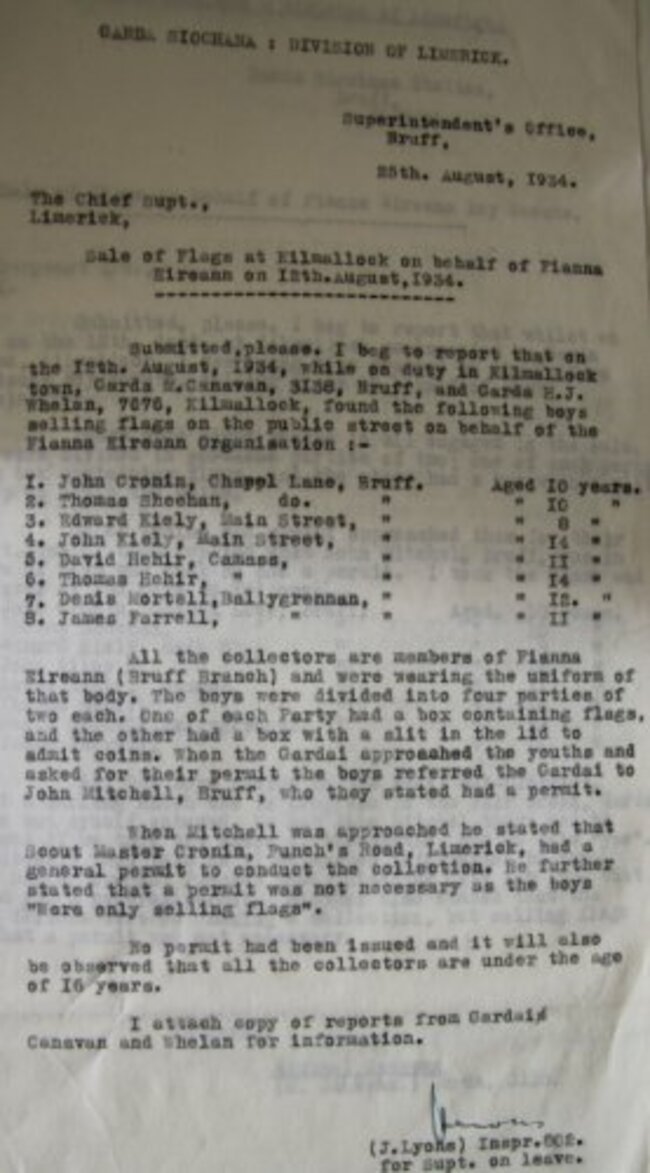 GARDA SIOCHANA : DIVISION OF LIMERICK.
Superintendent's Office,
Bruff,
25th. August, 1934.
The Chief Supt.,
Limerick,
Sale of Flags at Kilmallock on behalf of Fianna
Eireann on 12th.August,1934.
Submitted,please. I beg to report that on
the 12th. August, 1934, while on duty in Kilmallock
town, Garda M.Canavan, 3138, Bruff, and Garda M.J.
Whelan, 7676, Kilmallock, found the following boys
selling flags on the public street on behalf of the
Fianna Eireann Organisation :-
1. John Cronin, Chappl Lane, Bruff. Aged 10 years.
2. Thomas Sheehan, do. " " 10 "
3. Edward Kiely, Main Street, " " 8 "
4. John Kiely, Main Street, " " 14 "
5. David Hehir, Camass, " " 11 "
6. Thomas Hehir, " " " 14 "
7. Denis Mortell,Ballygrennan, " " 12. "
8. James Farrell, " " " 11 "
All the collectors are members of Fianna
Eireann (Bruff Branch) and were wearing the uniform of
that body. The boys were divided into four parties of
two each. One of each Party had a box containing flags,
and the other had a box with a slit in the lid to
admit coins. When the Gardai approached the youths and
asked for their permit the boys referred the Gardai to
John Mitchell, Bruff, who they stated had a permit.
When Mitchell was approached he stated that
Scout Master Cronin, Punch's Road, Limerick, had a
general permit to conduct the collection. He further
stated that a permit was not necessary as the boys
"Were only selling flags".
No permit had been issued and it will also
be observed that all the collectors are under the age
of 16 years.
I attach copy of reports from Gardai
Canavan and Whelan for information.
(J.Lyons) Inspr.602.
for Supt. on leave.